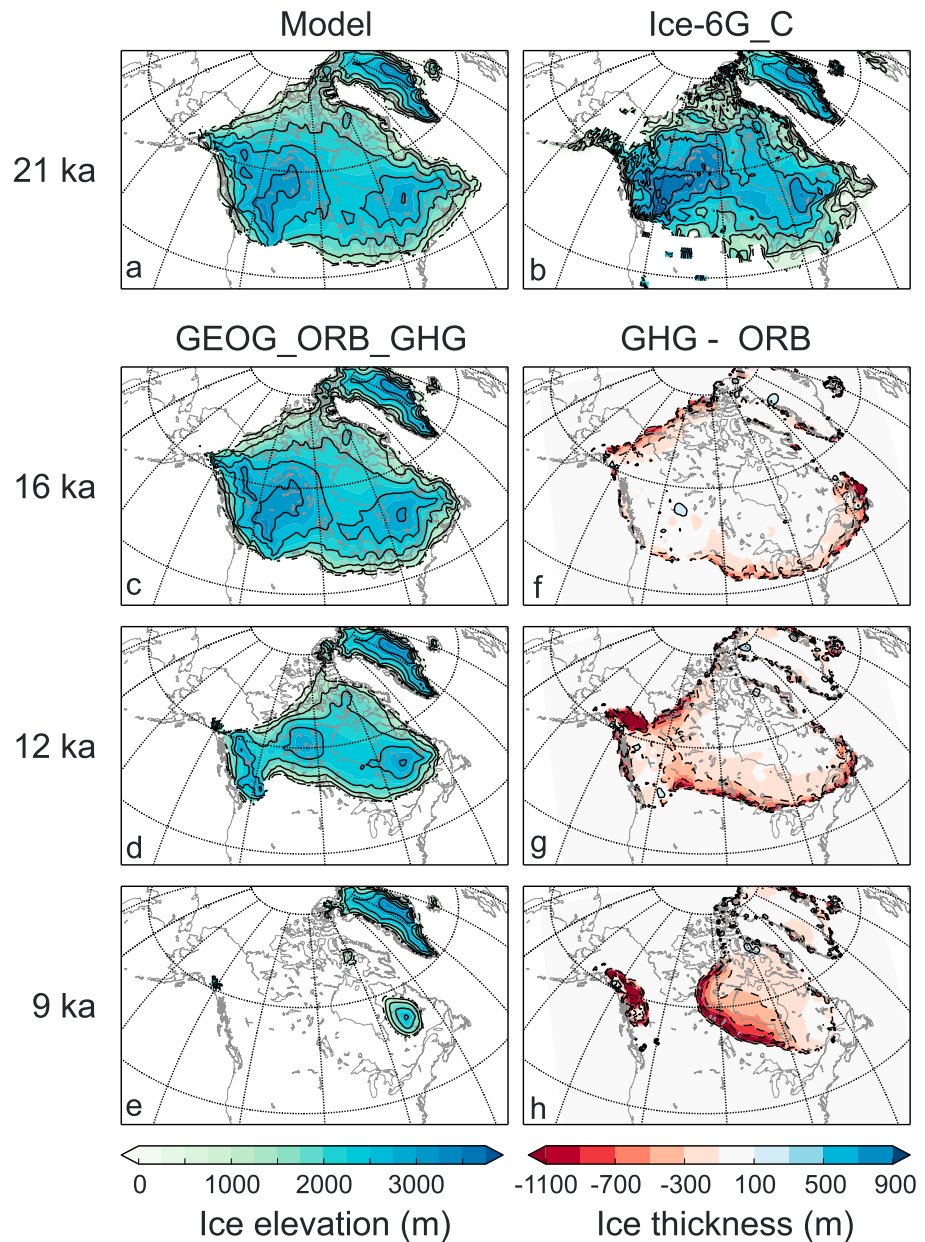 Model
Ice-6G_C
21 ka
a
b
GEOG_ORB_GHG
GHG - ORB
16 ka
c
f
12 ka
d
g
9 ka
e
h
0 1000 2000 3000
-1100 -700 -300 100 500 900
Ice elevation (m)
Ice thickness (m)